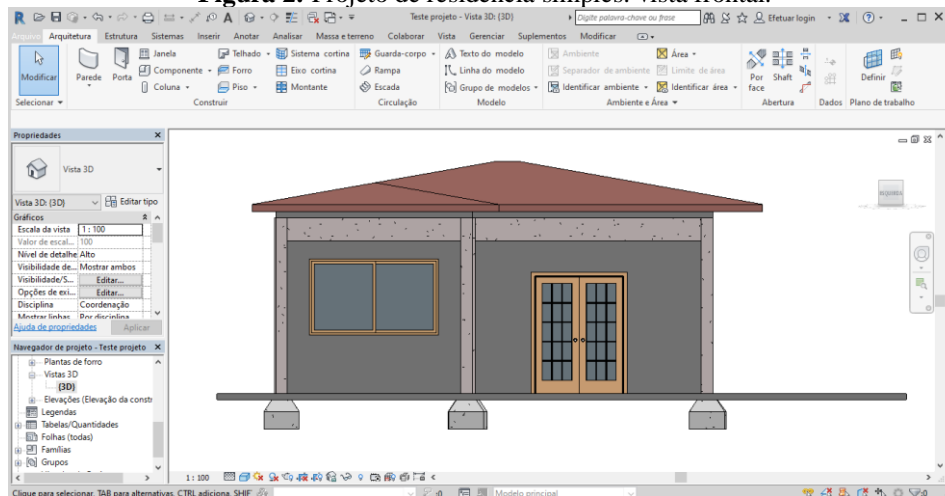 Figura 2: Projeto de residência simples: vista frontal.
Teste projeto - Vista 3D: {3D}
Digite palavra-chave ou frase
Efetuar login
Arquivo Arquitetura Estrutura Sistemas Inserir Anotar Analisar Massa e terreno Colaborar Vista Gerenciar Suplementos Modificar
Modificar
Parede
Porta
Janela
Componente
Coluna
Telhado
Forro
Piso
Sistema cortina
Eixo cortina
Montante
Guarda-corpo
Rampa
Escada
Texto do modelo
Linha do modelo
Grupo de modelos
Ambiente
Separador de ambiente
Identificar ambiente
Área
Limite de área
Identificar área
Por face
Shaft
Definir
Selecionar Construir Circulação Modelo Ambiente e Área Abertura Dados Plano de trabalho
Propriedades
Vista 3D
Vista 3D: {3D} Editar tipo
Gráficos
Escala da vista 1 : 100
Valor de escal... 100
Nível de detalhe Alto
Visibilidade de... Mostrar ambos
Visibilidade/S... Editar...
Opções de exi... Editar...
Disciplina Coordenação
Mostrar linhas Por disciplina
Ajuda de propriedades Aplicar
Navegador de projeto - Teste projeto
Plantas de forro
Vistas 3D
{3D}
Elevações (Elevação da constr
Legendas
Tabelas/Quantidades
Folhas (todas)
Famílias
Grupos
1 : 100
Clique para selecionar, TAB para alternativas, CTRL adiciona, SHIF
:0
Modelo principal
:0